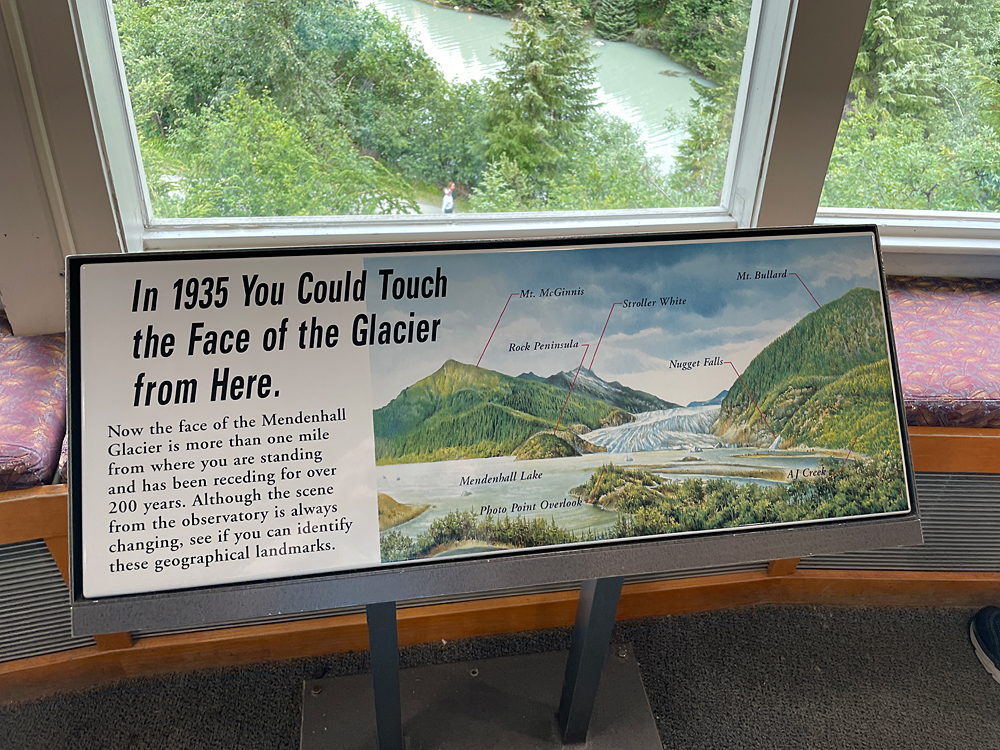 In 1935 You Could Touch
the Face of the Glacier
from Here.
Now the face of the Mendenhall
Glacier is more than one mile
from where you are standing
and has been receding for over
200 years. Although the scene
from the observatory is always
changing, see if you can identify
these geographical landmarks.
Mt. McGinnis
Stroller White
Mt. Bullard
Rock Peninsula
Nugget Falls
Mendenhall Lake
AJ Creek
Photo Point Overlook